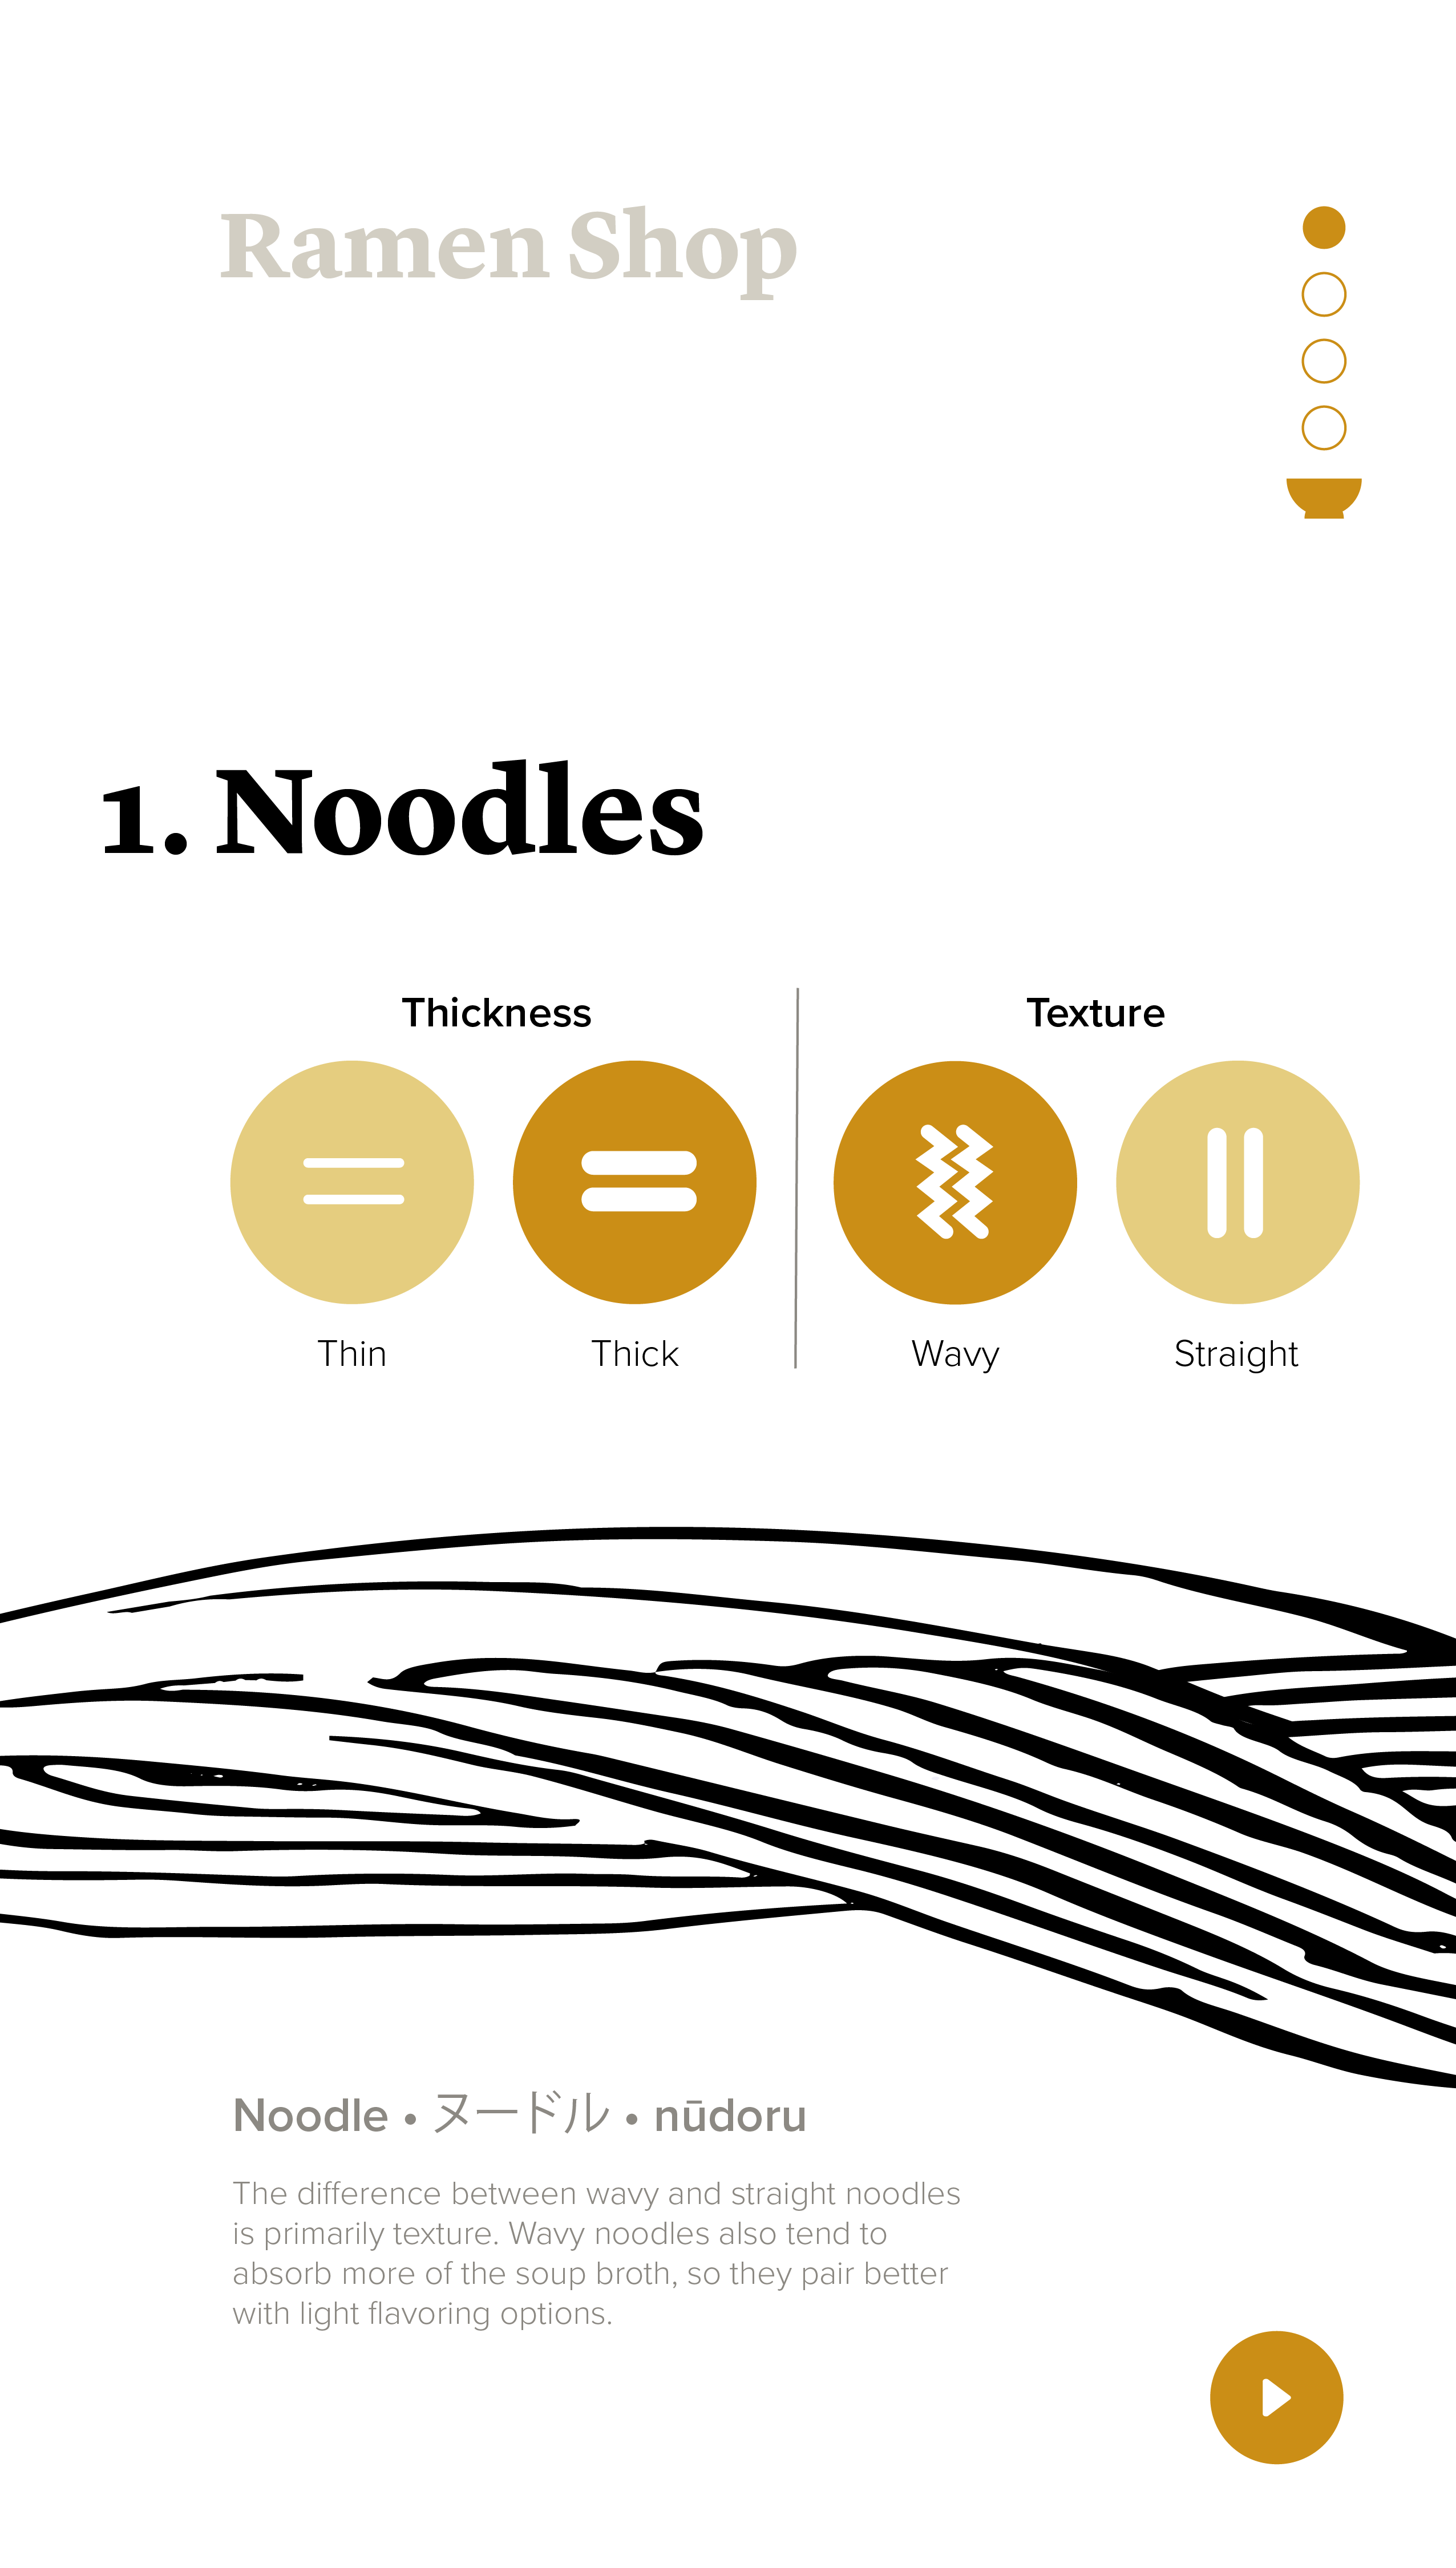 Ramen Shop
1. Noodles
Thickness
Texture
Thin
Thick
Wavy
Straight
Noodle • ヌードル • nūdoru
The difference between wavy and straight noodles
is primarily texture. Wavy noodles also tend to
absorb more of the soup broth, so they pair better
with light flavoring options.